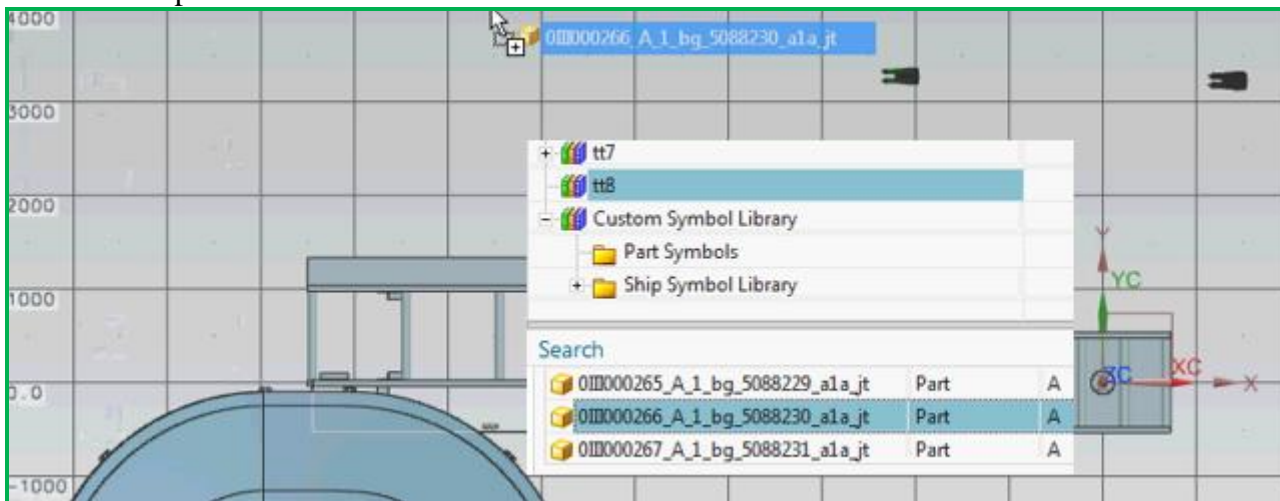 4000
0III000266_A_1_bg_5088230_a1a_jt
3000
tt7
tt8
2000
Custom Symbol Library
Part Symbols
Y
Ship Symbol Library
YC
1000
Search
0III000265_A_1_bg_5088229_a1a_jt Part A
XC
ZC
X
0.0
0III000266_A_1_bg_5088230_a1a_jt Part A
0III000267_A_1_bg_5088231_a1a_jt Part A
-1000